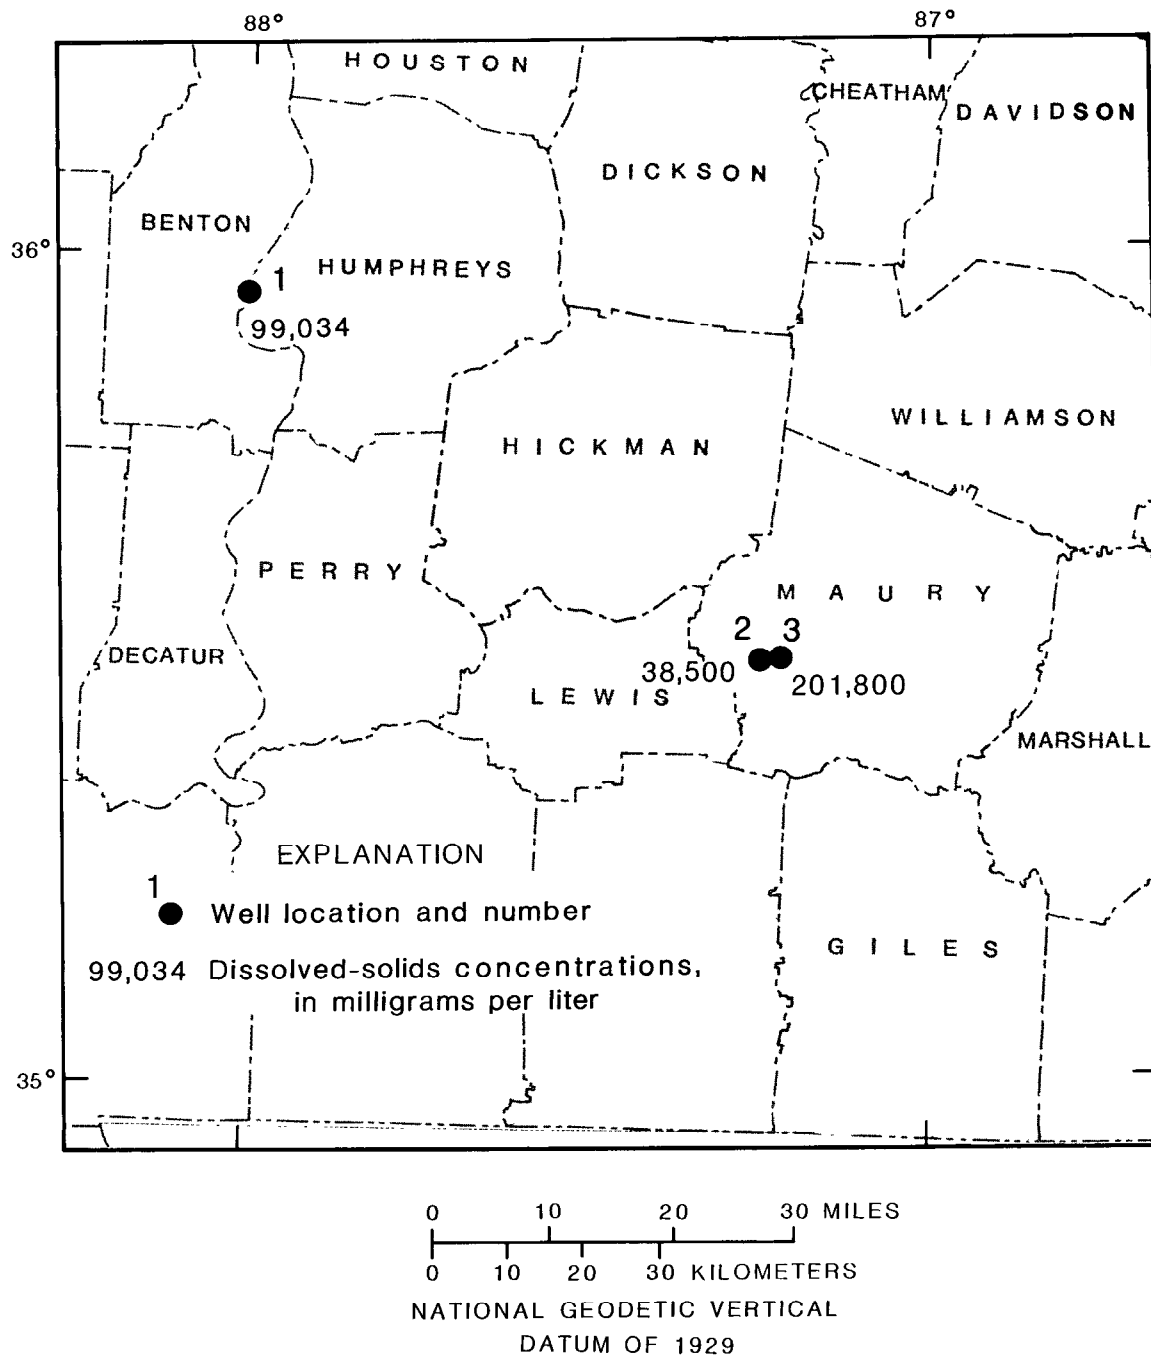 88°
87°
HOUSTON
CHEATHAM
DAVIDSON
DICKSON
BENTON
36°
HUMPHREYS
1
99,034
WILLIAMSON
HICKMAN
PERRY
MAURY
2 3
DECATUR
38,500
201,800
LEWIS
MARSHALL
EXPLANATION
1
Well location and number
GILES
99,034 Dissolved-solids concentrations,
in milligrams per liter
35°
0 10 20 30 MILES
0 10 20 30 KILOMETERS
NATIONAL GEODETIC VERTICAL
DATUM OF 1929